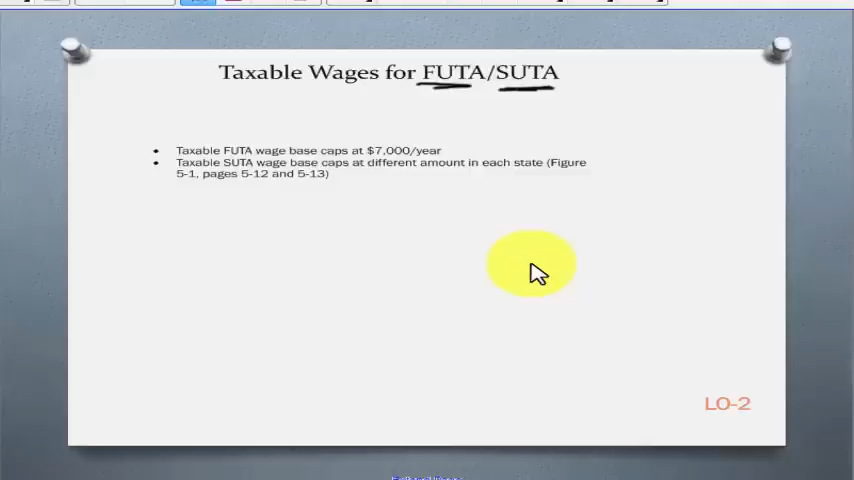 Taxable Wages for FUTA/SUTA
• Taxable FUTA wage base caps at $7,000/year
• Taxable SUTA wage base caps at different amount in each state (Figure
5-1, pages 5-12 and 5-13)
LO-2